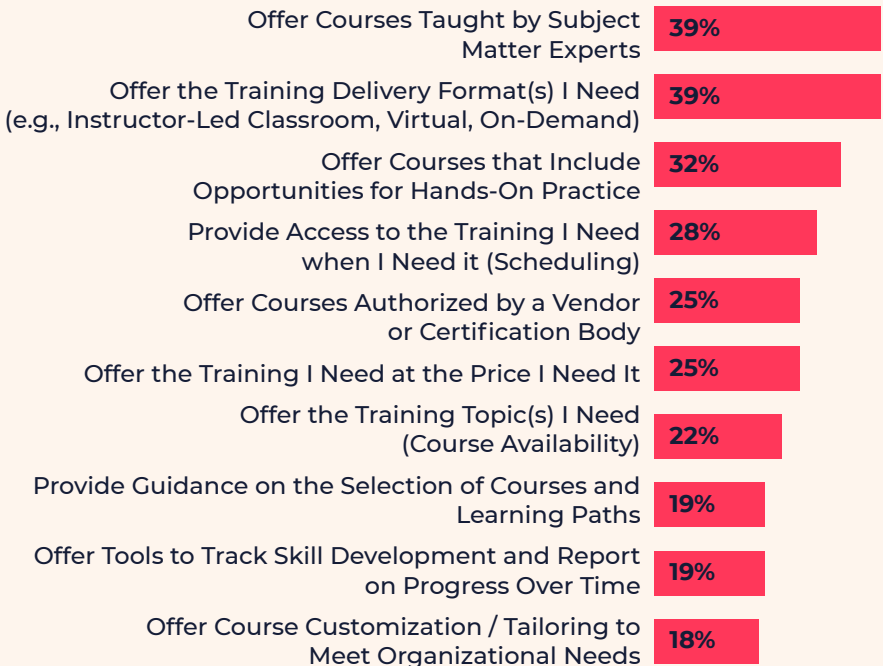 Offer Courses Taught by Subject
Matter Experts
39%
Offer the Training Delivery Format(s) I Need
(e.g., Instructor-Led Classroom, Virtual, On-Demand)
39%
Offer Courses that Include
Opportunities for Hands-On Practice
32%
Provide Access to the Training I Need
when I Need it (Scheduling)
28%
Offer Courses Authorized by a Vendor
or Certification Body
25%
Offer the Training I Need at the Price I Need It
25%
Offer the Training Topic(s) I Need
(Course Availability)
22%
Provide Guidance on the Selection of Courses and
Learning Paths
19%
Offer Tools to Track Skill Development and Report
on Progress Over Time
19%
Offer Course Customization / Tailoring to
Meet Organizational Needs
18%